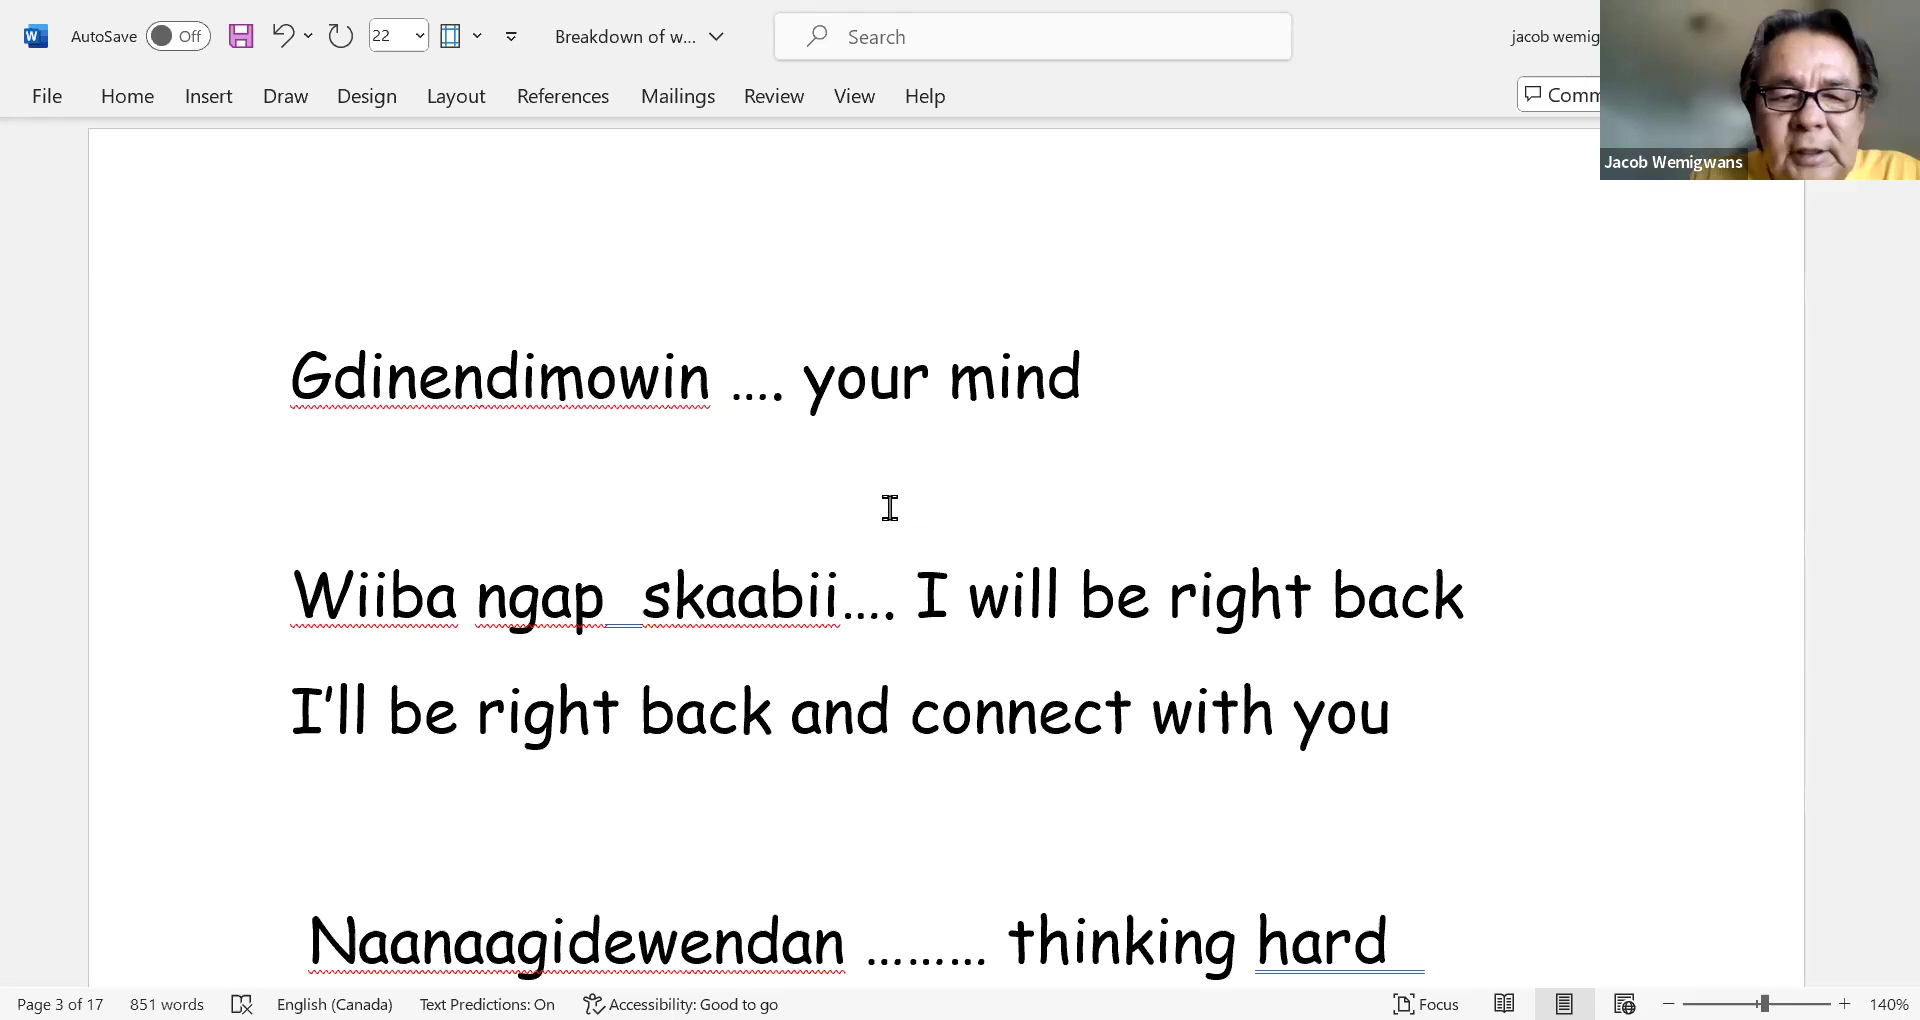 AutoSave Off 22 Breakdown of w... Search jacob wemig
File Home Insert Draw Design Layout References Mailings Review View Help Comm
Jacob Wemigwans
Gdinendimowin .... your mind
Wiiba ngap  skaabii.... I will be right back
I'll be right back and connect with you
Naanaagidewendan ......... thinking hard
Page 3 of 17 851 words English (Canada) Text Predictions: On Accessibility: Good to go Focus 140%